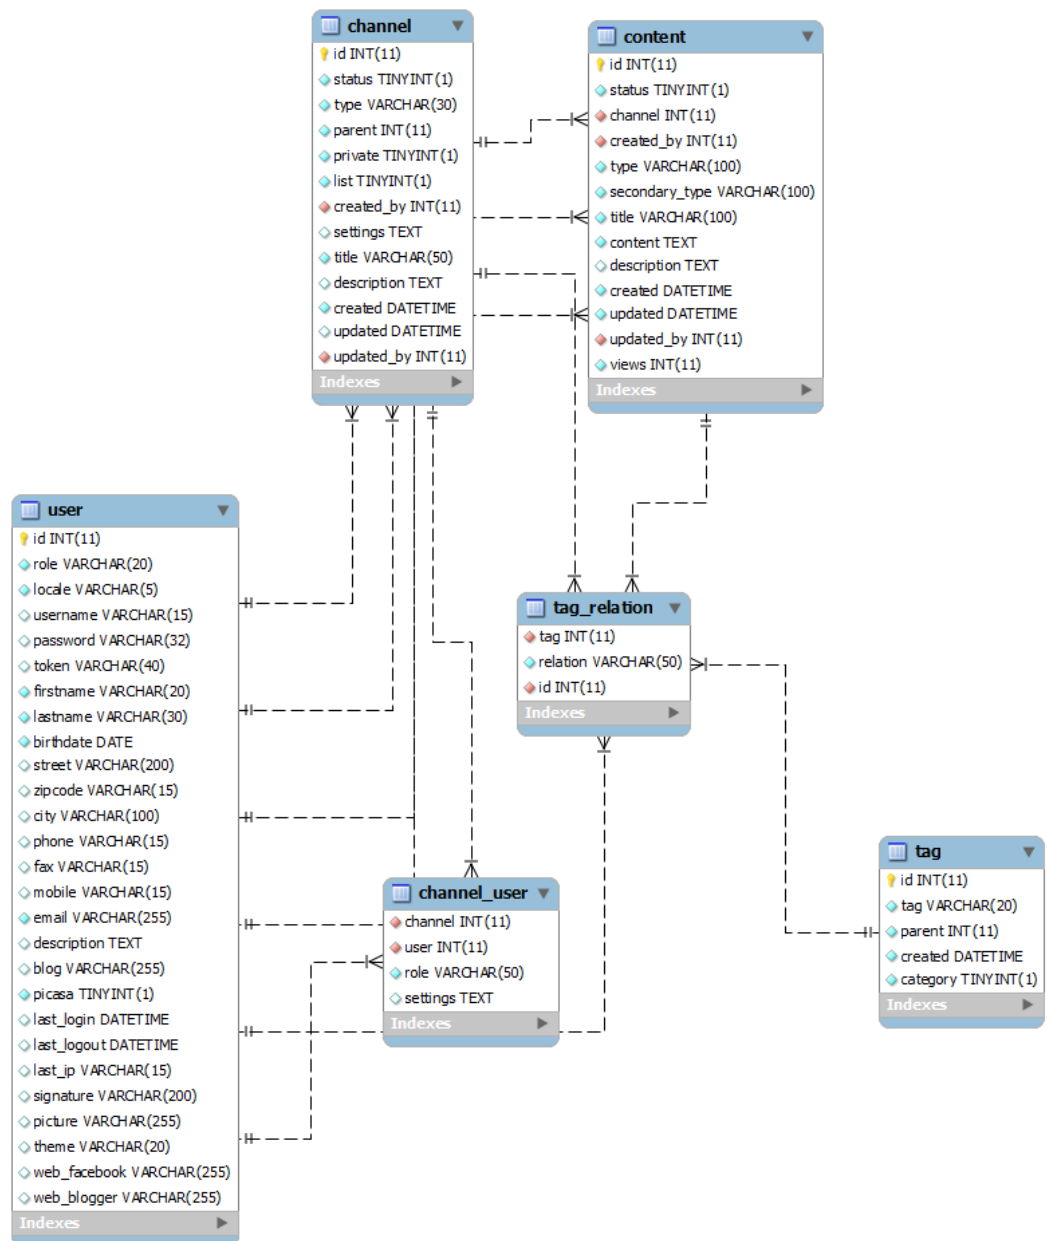 channel
id INT(11)
status TINYINT(1)
type VARCHAR(30)
parent INT(11)
private TINYINT(1)
list TINYINT(1)
created_by INT(11)
settings TEXT
title VARCHAR(50)
description TEXT
created DATETIME
updated DATETIME
updated_by INT(11)
Indexes
content
id INT(11)
status TINYINT(1)
channel INT(11)
created_by INT(11)
type VARCHAR(100)
secondary_type VARCHAR(100)
title VARCHAR(100)
content TEXT
description TEXT
created DATETIME
updated DATETIME
updated_by INT(11)
views INT(11)
Indexes
user
id INT(11)
role VARCHAR(20)
locale VARCHAR(5)
username VARCHAR(15)
password VARCHAR(32)
token VARCHAR(40)
firstname VARCHAR(20)
lastname VARCHAR(30)
birthdate DATE
street VARCHAR(200)
zipcode VARCHAR(15)
city VARCHAR(100)
phone VARCHAR(15)
fax VARCHAR(15)
mobile VARCHAR(15)
email VARCHAR(255)
description TEXT
blog VARCHAR(255)
picasa TINYINT(1)
last_login DATETIME
last_logout DATETIME
last_ip VARCHAR(15)
signature VARCHAR(200)
picture VARCHAR(255)
theme VARCHAR(20)
web_facebook VARCHAR(255)
web_blogger VARCHAR(255)
Indexes
tag_relation
tag INT(11)
relation VARCHAR(50)
id INT(11)
Indexes
channel_user
channel INT(11)
user INT(11)
role VARCHAR(50)
settings TEXT
Indexes
tag
id INT(11)
tag VARCHAR(20)
parent INT(11)
created DATETIME
category TINYINT(1)
Indexes